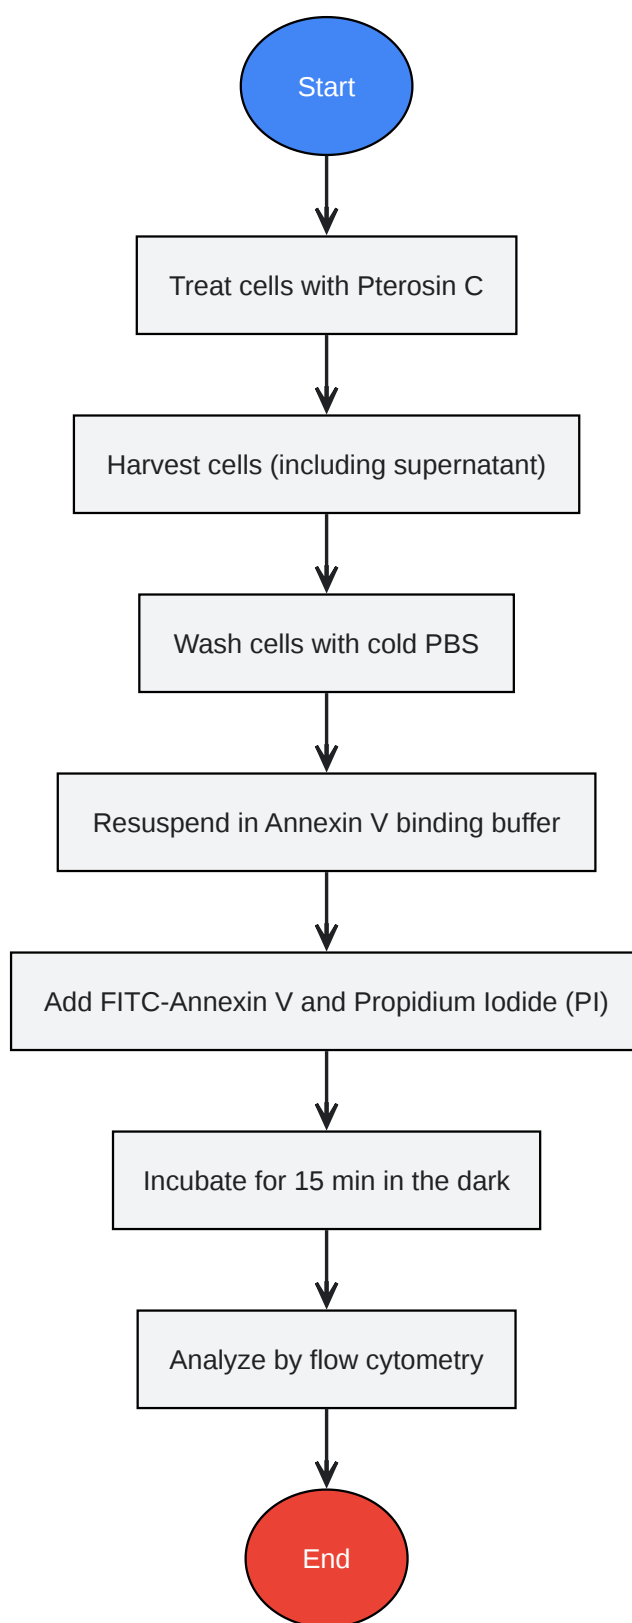 Start
Treat cells with Pterosin C
Harvest cells (including supernatant)
Wash cells with cold PBS
Resuspend in Annexin V binding buffer
Add FITC-Annexin V and Propidium Iodide (PI)
Incubate for 15 min in the dark
Analyze by flow cytometry
End